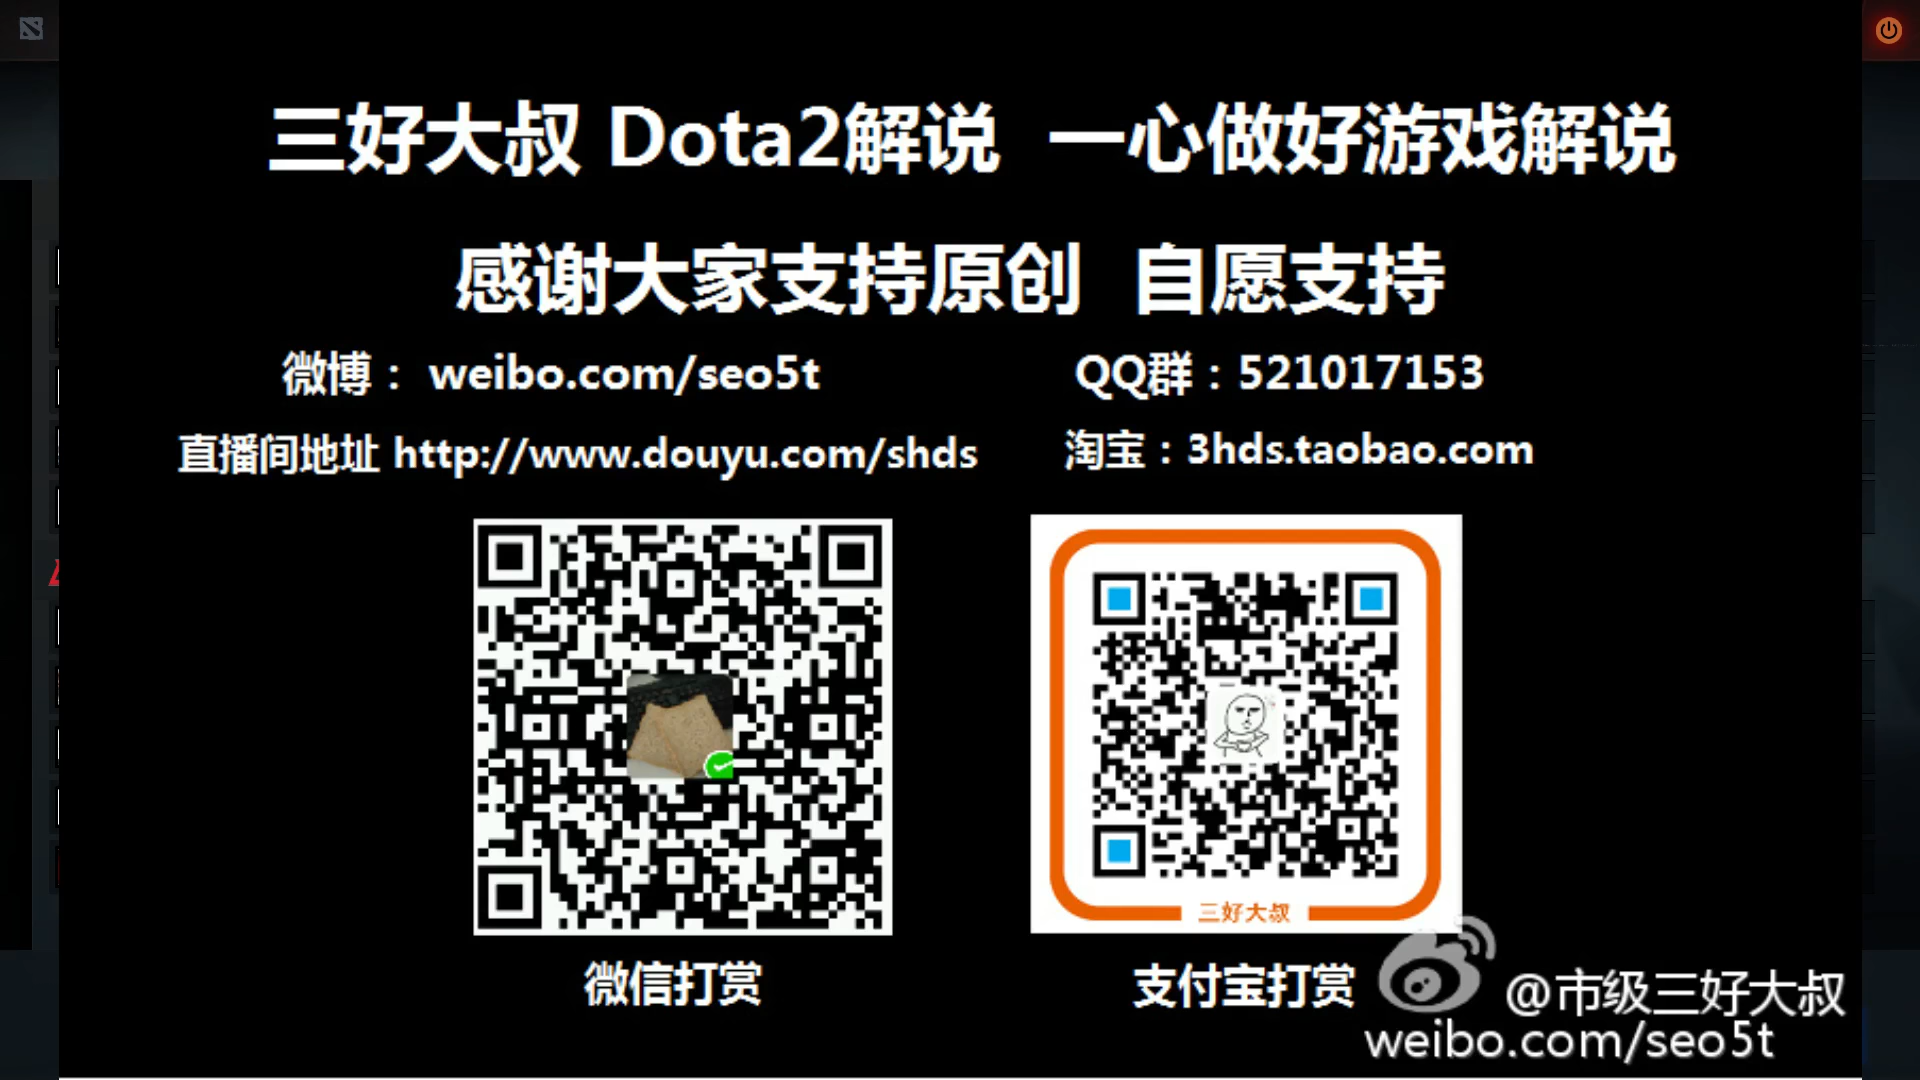 三好大叔 Dota2解说 一心做好游戏解说
感谢大家支持原创 自愿支持
微博： weibo.com/seo5t
QQ群：521017153
直播间地址 http://www.douyu.com/shds
淘宝：3hds.taobao.com
三好大叔
微信打赏
支付宝打赏
@市级三好大叔
weibo.com/seo5t